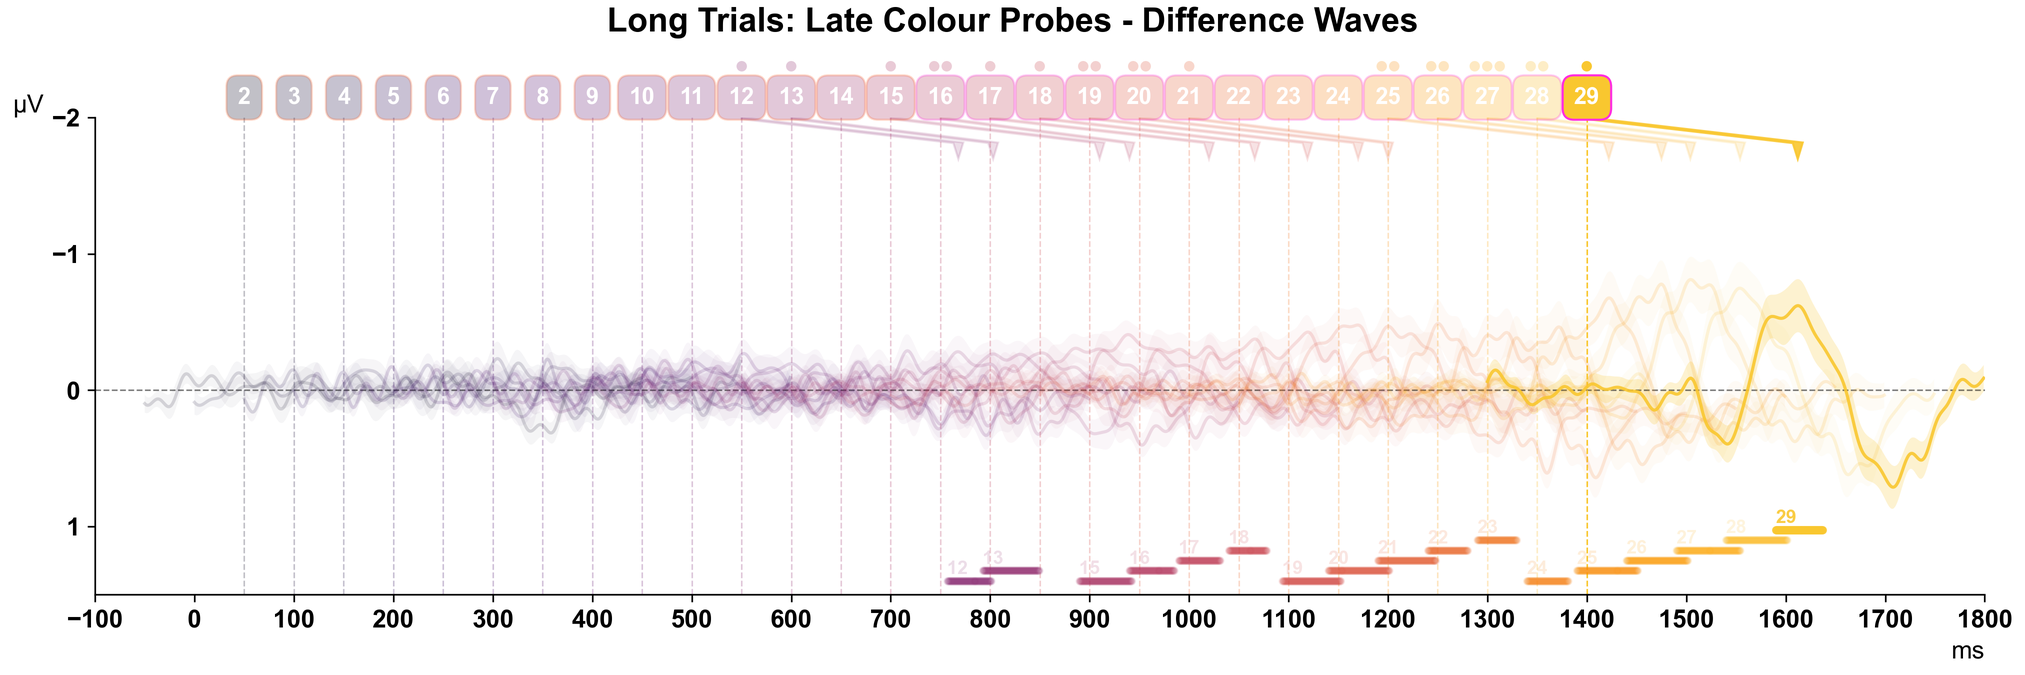 Long Trials: Late Colour Probes - Difference Waves
2 3 4 5 6 7 8 9 10 11 12 13 14 15 16 17 18 19 20 21 22 23 24 25 26 27 28 29
µV
−2
−1
0
1
29
23 27 28
18 22 26
17 21
13 16 20 25
12 15 19 24
−100 0 100 200 300 400 500 600 700 800 900 1000 1100 1200 1300 1400 1500 1600 1700 1800
ms